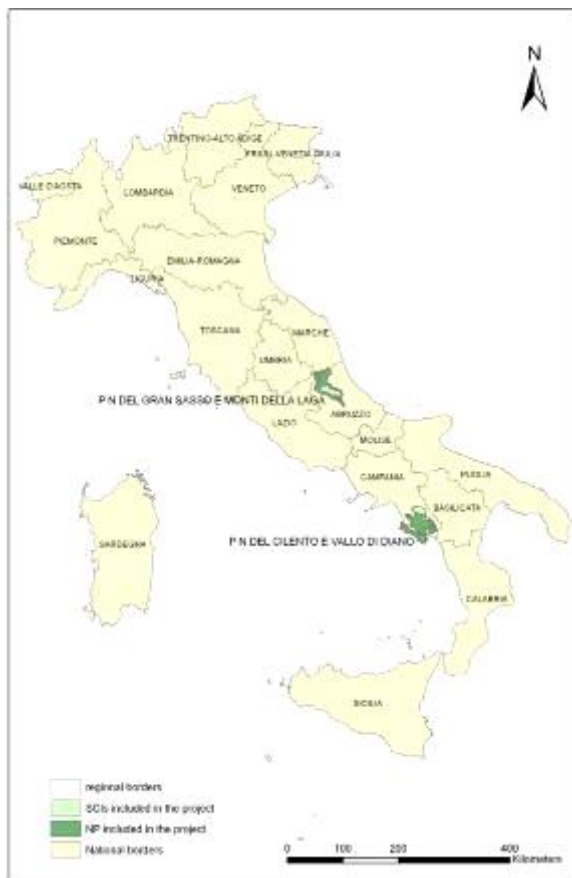 N
TRENTINO-ALTO ADIGE
FRIULI-VENEZIA GIULIA
VALLE D'AOSTA
LOMBARDIA
VENETO
PIEMONTE
EMILIA-ROMAGNA
LIGURIA
TOSCANA
MARCHE
UMBRIA
P N DEL GRAN SASSO E MONTI DELLA LAGA
ABRUZZO
LAZIO
MOLISE
CAMPANIA
PUGLIA
BASILICATA
P N DEL CILENTO E VALLO DI DIANO
SARDEGNA
CALABRIA
SICILIA
regional borders
SCIs included in the project
NP included in the project
National borders
0 100 200 400
Kilometers